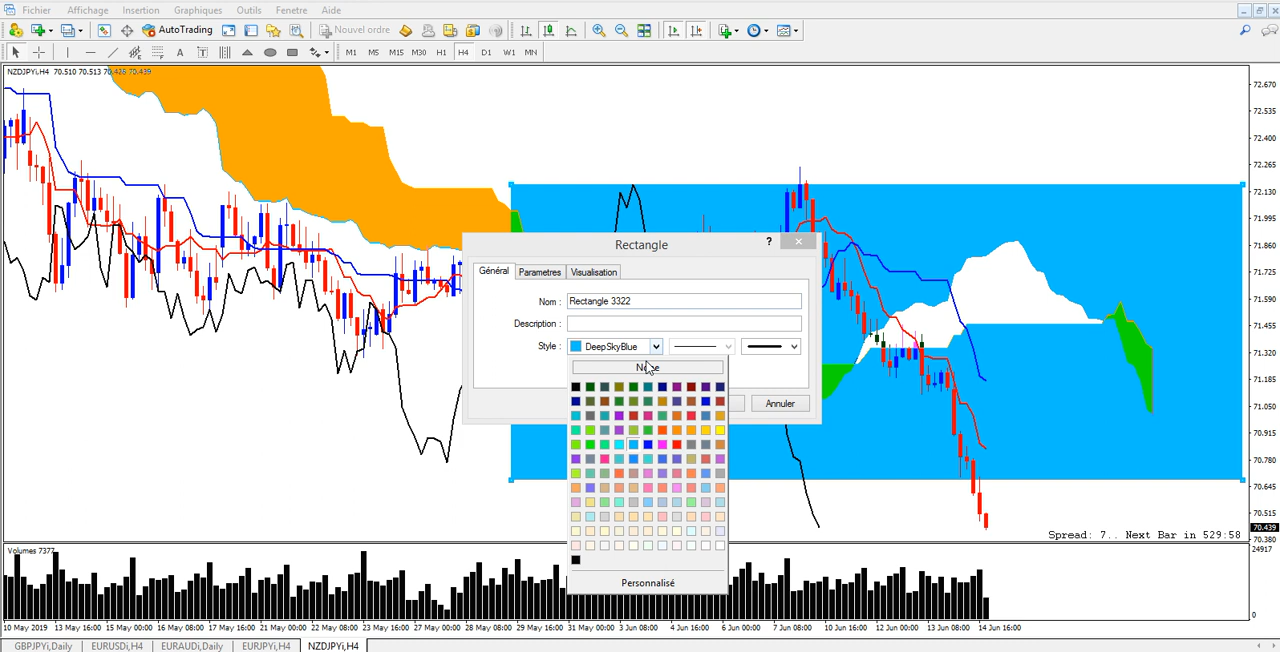 Fichier Affichage Insertion Graphiques Outils Fenetre Aide
AutoTrading Nouvel ordre
A T M1 M5 M15 M30 H1 H4 D1 W1 MN
NZDJPYi,H4 70.510 70.513 70.428 70.439
72.670
72.535
72.400
72.265
72.130
71.995
71.860
71.725
71.590
71.455
71.320
71.185
70.915
70.780
70.645
70.515
70.439
70.380
Rectangle ?
Général Parametres Visualisation
Nom : Rectangle 3322
Description :
Style : DeepSkyBlue
None
Annuler
Personnalisé
Spread: 7.. Next Bar in 529:58
Volumes 7377
24917
0
10 May 2019 13 May 16:00 15 May 00:00 16 May 08:00 17 May 16:00 21 May 00:00 22 May 08:00 23 May 16:00 27 May 00:00 28 May 08:00 29 May 16:00 31 May 00:00 3 Jun 08:00 4 Jun 16:00 6 Jun 00:00 7 Jun 08:00 10 Jun 16:00 12 Jun 00:00 13 Jun 08:00 14 Jun 16:00
GBPJPYi,Daily EURUSDi,H4 EURAUDi,Daily EURJPYi,H4 NZDJPYi,H4